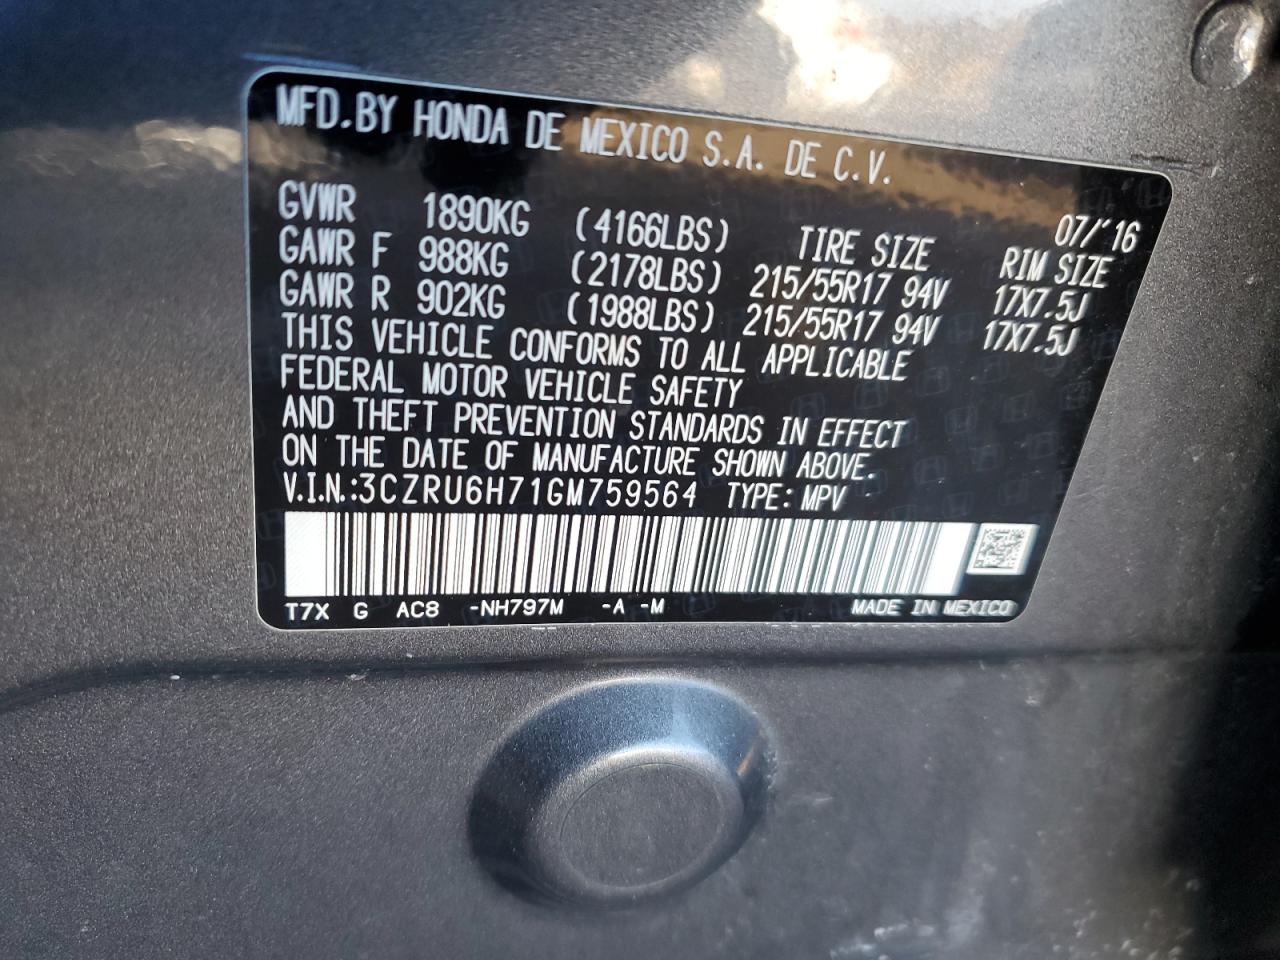 MFD.BY HONDA DE MEXICO S.A. DE C.V.
07/'16
GVWR 1890KG (4166LBS) TIRE SIZE RIM SIZE
GAWR F 988KG (2178LBS) 215/55R17 94V 17X7.5J
GAWR R 902KG (1988LBS) 215/55R17 94V 17X7.5J
THIS VEHICLE CONFORMS TO ALL APPLICABLE
FEDERAL MOTOR VEHICLE SAFETY
AND THEFT PREVENTION STANDARDS IN EFFECT
ON THE DATE OF MANUFACTURE SHOWN ABOVE.
V.I.N.:3CZRU6H71GM759564 TYPE: MPV
T7X G AC8 -NH797M -A -M MADE IN MEXICO